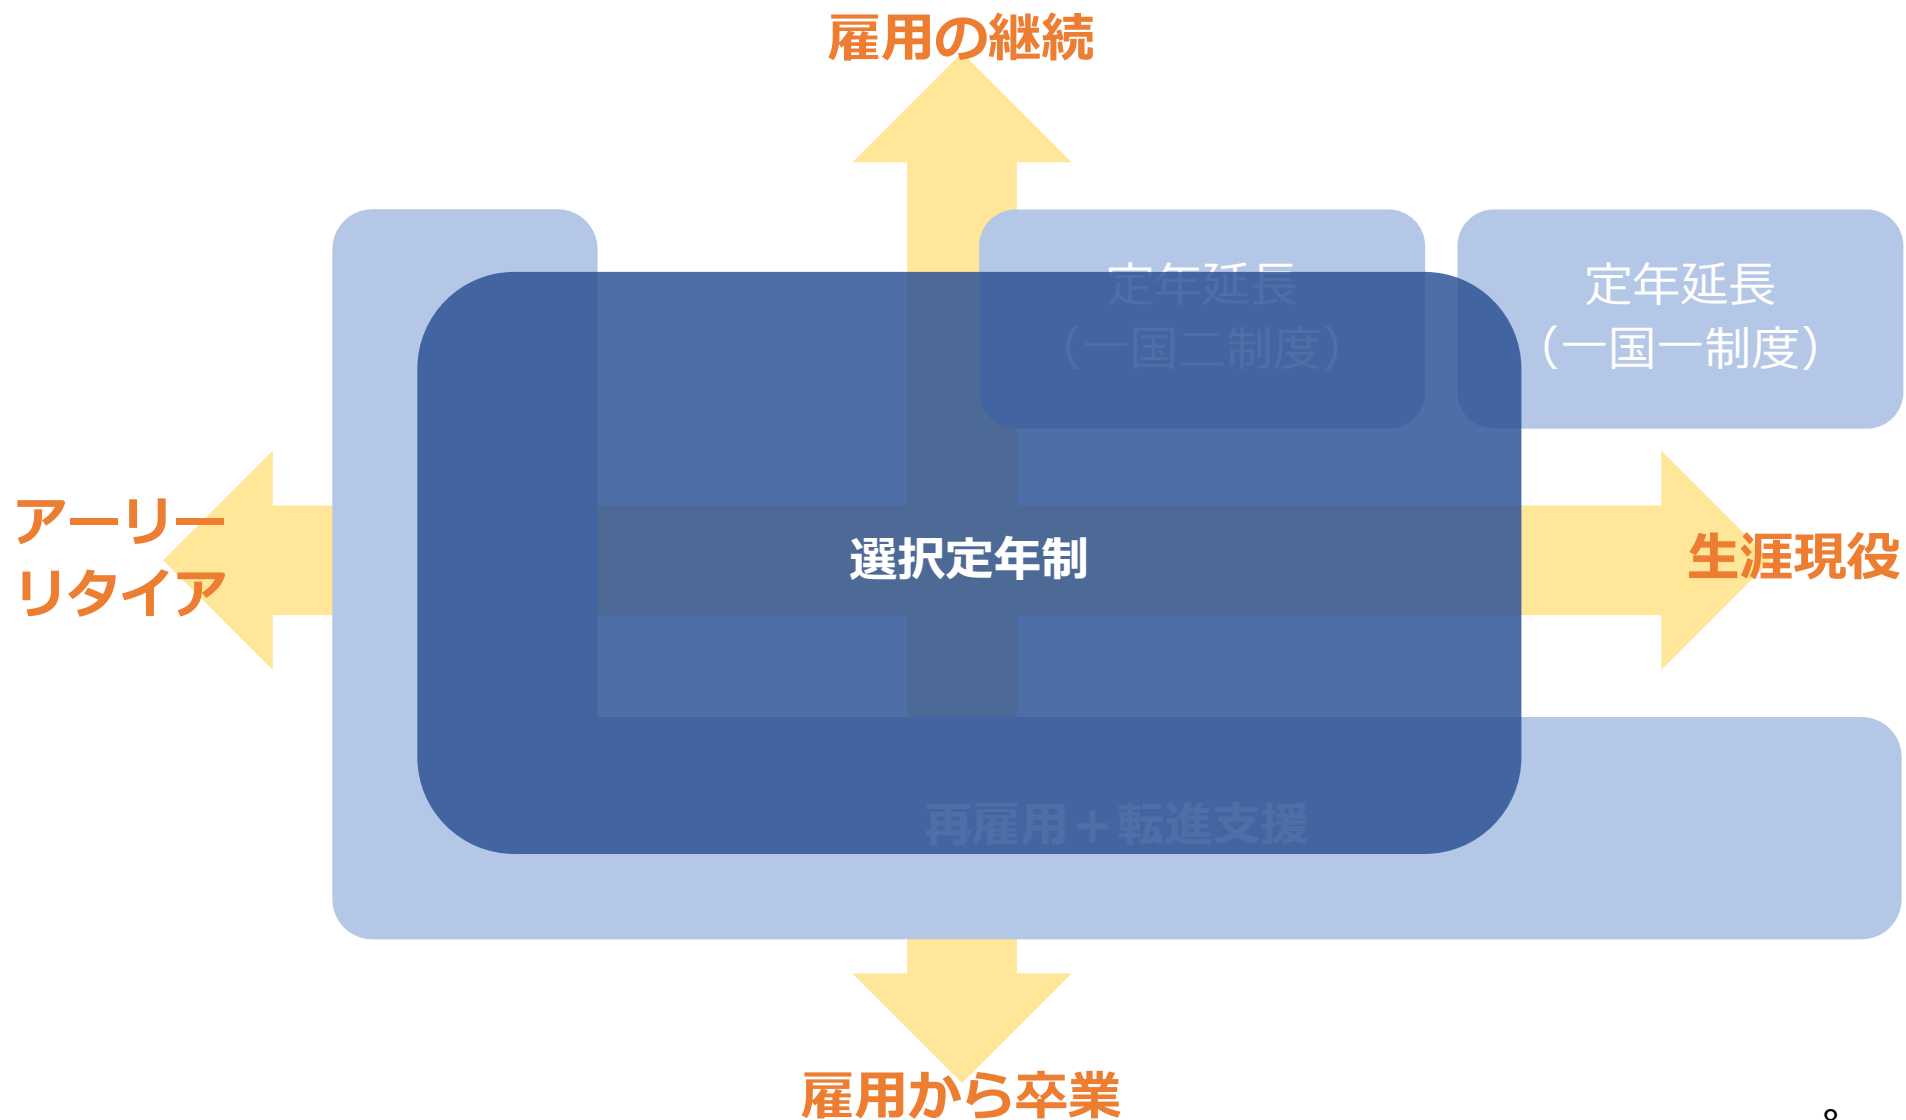 雇用の継続
定年延長
（一国二制度）
定年延長
（一国一制度）
アーリー
リタイア
選択定年制
生涯現役
再雇用＋転進支援
雇用から卒業
。